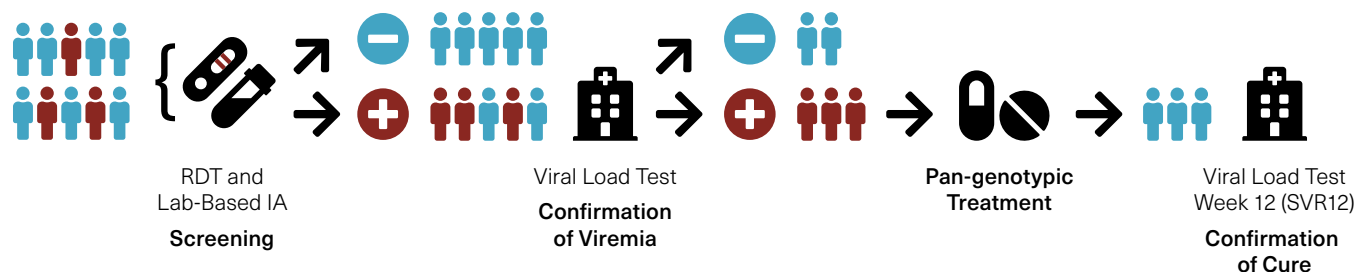 RDT and
Lab-Based IA
Screening
Viral Load Test
Confirmation
of Viremia
Pan-genotypic
Treatment
Viral Load Test
Week 12 (SVR12)
Confirmation
of Cure